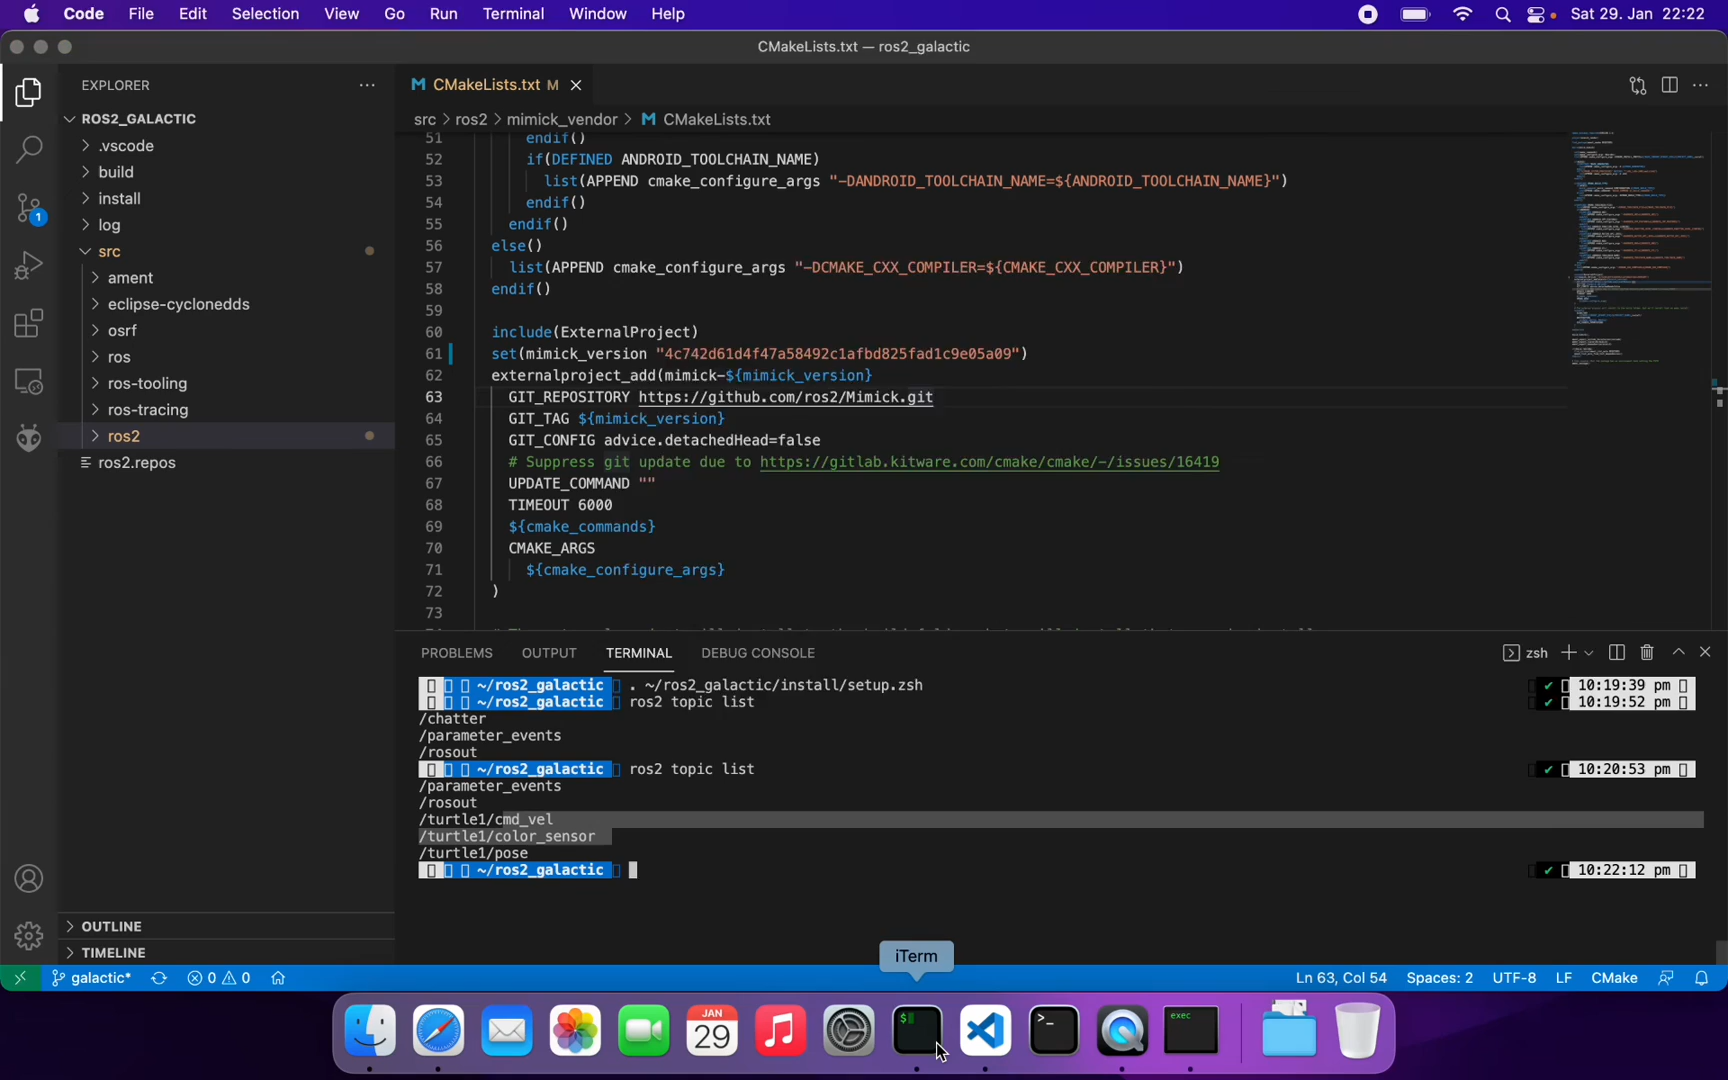 Code File Edit Selection View Go Run Terminal Window Help Sat 29. Jan 22:22
CMakeLists.txt — ros2_galactic
EXPLORER
ROS2_GALACTIC
.vscode
build
install
log
src
ament
eclipse-cyclonedds
osrf
ros
ros-tooling
ros-tracing
ros2
ros2.repos
1
OUTLINE
TIMELINE
CMakeLists.txt M
src > ros2 > mimick_vendor > CMakeLists.txt
51 endif()
52 if(DEFINED ANDROID_TOOLCHAIN_NAME)
53 list(APPEND cmake_configure_args "-DANDROID_TOOLCHAIN_NAME=${ANDROID_TOOLCHAIN_NAME}")
54 endif()
55 endif()
56 else()
57 list(APPEND cmake_configure_args "-DCMAKE_CXX_COMPILER=${CMAKE_CXX_COMPILER}")
58 endif()
59
60 include(ExternalProject)
61 set(mimick_version "4c742d61d4f47a58492c1afbd825fad1c9e05a09")
62 externalproject_add(mimick-${mimick_version}
63 GIT_REPOSITORY https://github.com/ros2/Mimick.git
64 GIT_TAG ${mimick_version}
65 GIT_CONFIG advice.detachedHead=false
66 # Suppress git update due to https://gitlab.kitware.com/cmake/cmake/-/issues/16419
67 UPDATE_COMMAND ""
68 TIMEOUT 6000
69 ${cmake_commands}
70 CMAKE_ARGS
71 ${cmake_configure_args}
72 )
73
PROBLEMS OUTPUT TERMINAL DEBUG CONSOLE zsh
~/ros2_galactic . ~/ros2_galactic/install/setup.zsh ✔ 10:19:39 pm
~/ros2_galactic ros2 topic list ✔ 10:19:52 pm
/chatter
/parameter_events
/rosout
~/ros2_galactic ros2 topic list ✔ 10:20:53 pm
/parameter_events
/rosout
/turtle1/cmd_vel
/turtle1/color_sensor
/turtle1/pose
~/ros2_galactic ✔ 10:22:12 pm
iTerm
galactic* 0 0 Ln 63, Col 54 Spaces: 2 UTF-8 LF CMake
JAN
29
$
>_
exec